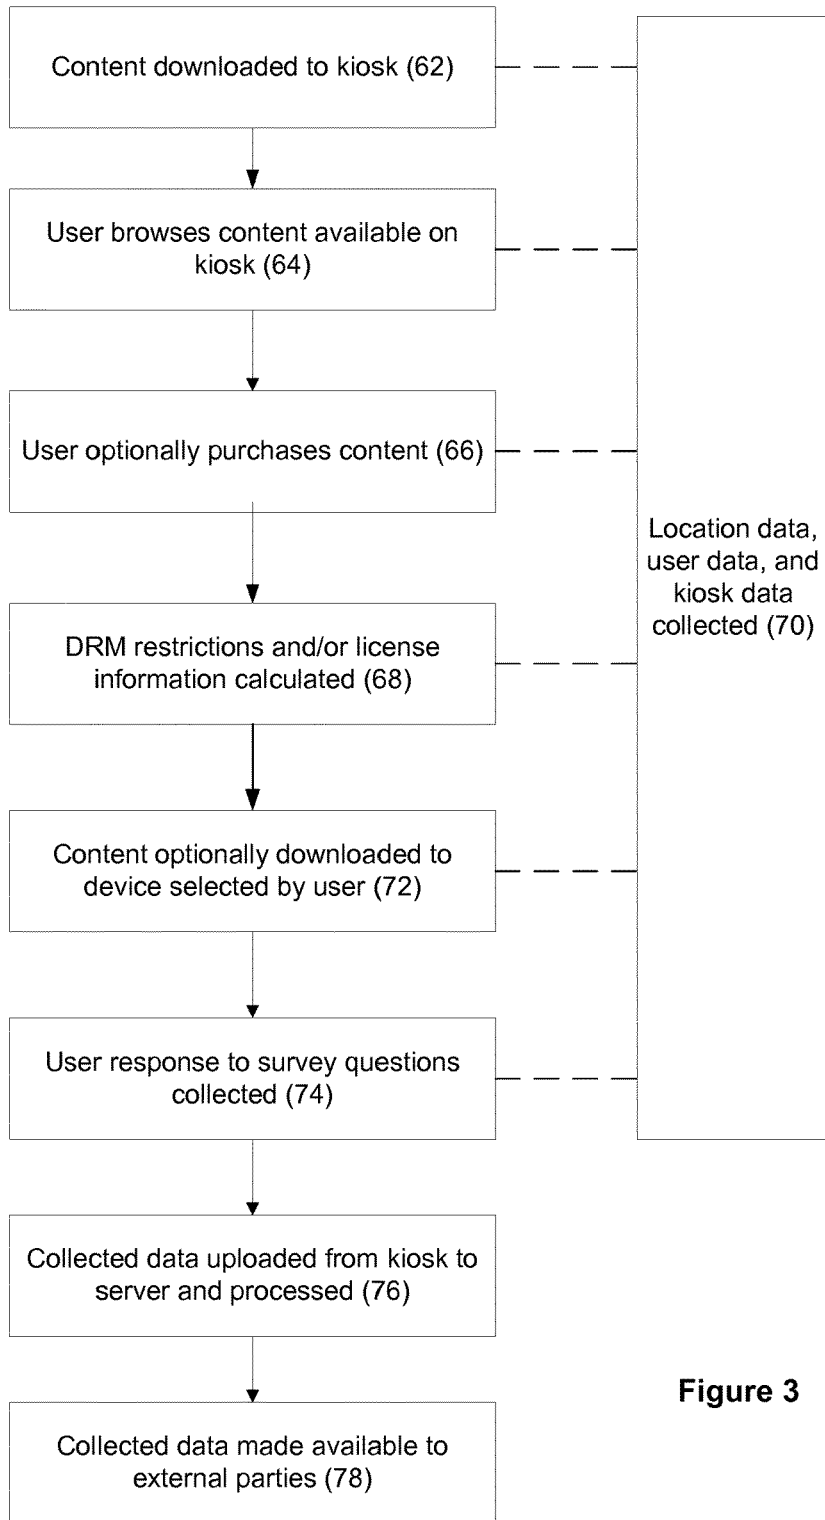 Content downloaded to kiosk (62)
User browses content available on
kiosk (64)
User optionally purchases content (66)
DRM restrictions and/or license
information calculated (68)
Content optionally downloaded to
device selected by user (72)
User response to survey questions
collected (74)
Collected data uploaded from kiosk to
server and processed (76)
Collected data made available to
external parties (78)
Location data,
user data, and
kiosk data
collected (70)
Figure 3